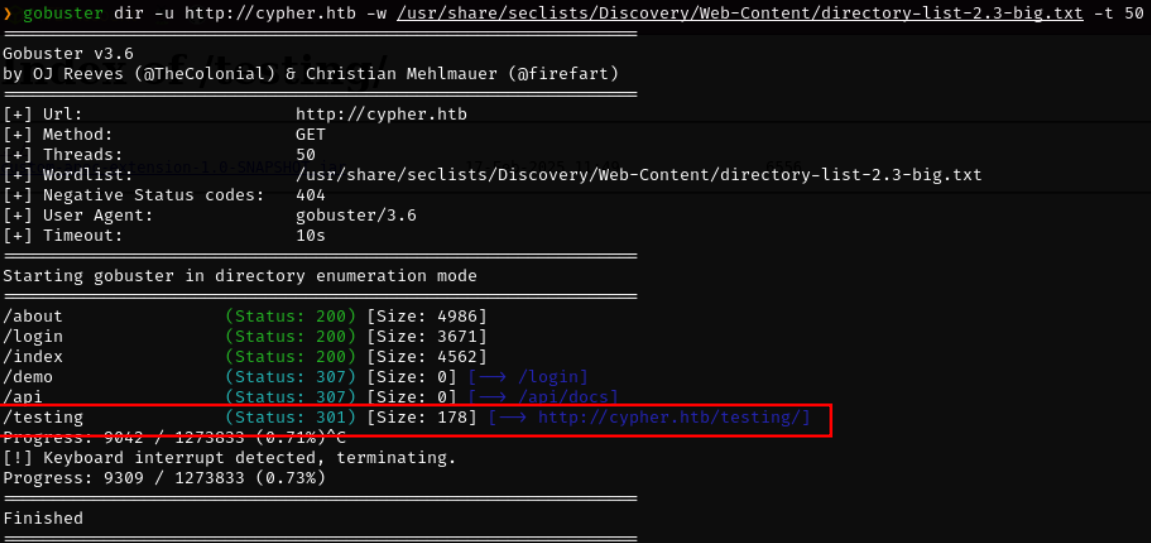 ❯ gobuster dir -u http://cypher.htb -w /usr/share/seclists/Discovery/Web-Content/directory-list-2.3-big.txt -t 50
===============================================================
Gobuster v3.6
by OJ Reeves (@TheColonial) & Christian Mehlmauer (@firefart)
===============================================================
[+] Url:                     http://cypher.htb
[+] Method:                  GET
[+] Threads:                 50
[+] Wordlist:                /usr/share/seclists/Discovery/Web-Content/directory-list-2.3-big.txt
[+] Negative Status codes:   404
[+] User Agent:              gobuster/3.6
[+] Timeout:                 10s
===============================================================
Starting gobuster in directory enumeration mode
===============================================================
/about                (Status: 200) [Size: 4986]
/login                (Status: 200) [Size: 3671]
/index                (Status: 200) [Size: 4562]
/demo                 (Status: 307) [Size: 0] [--> /login]
/api                  (Status: 307) [Size: 0] [--> /api/docs]
/testing              (Status: 301) [Size: 178] [--> http://cypher.htb/testing/]
Progress: 9042 / 1273833 (0.71%)^C
[!] Keyboard interrupt detected, terminating.
Progress: 9309 / 1273833 (0.73%)
===============================================================
Finished
===============================================================